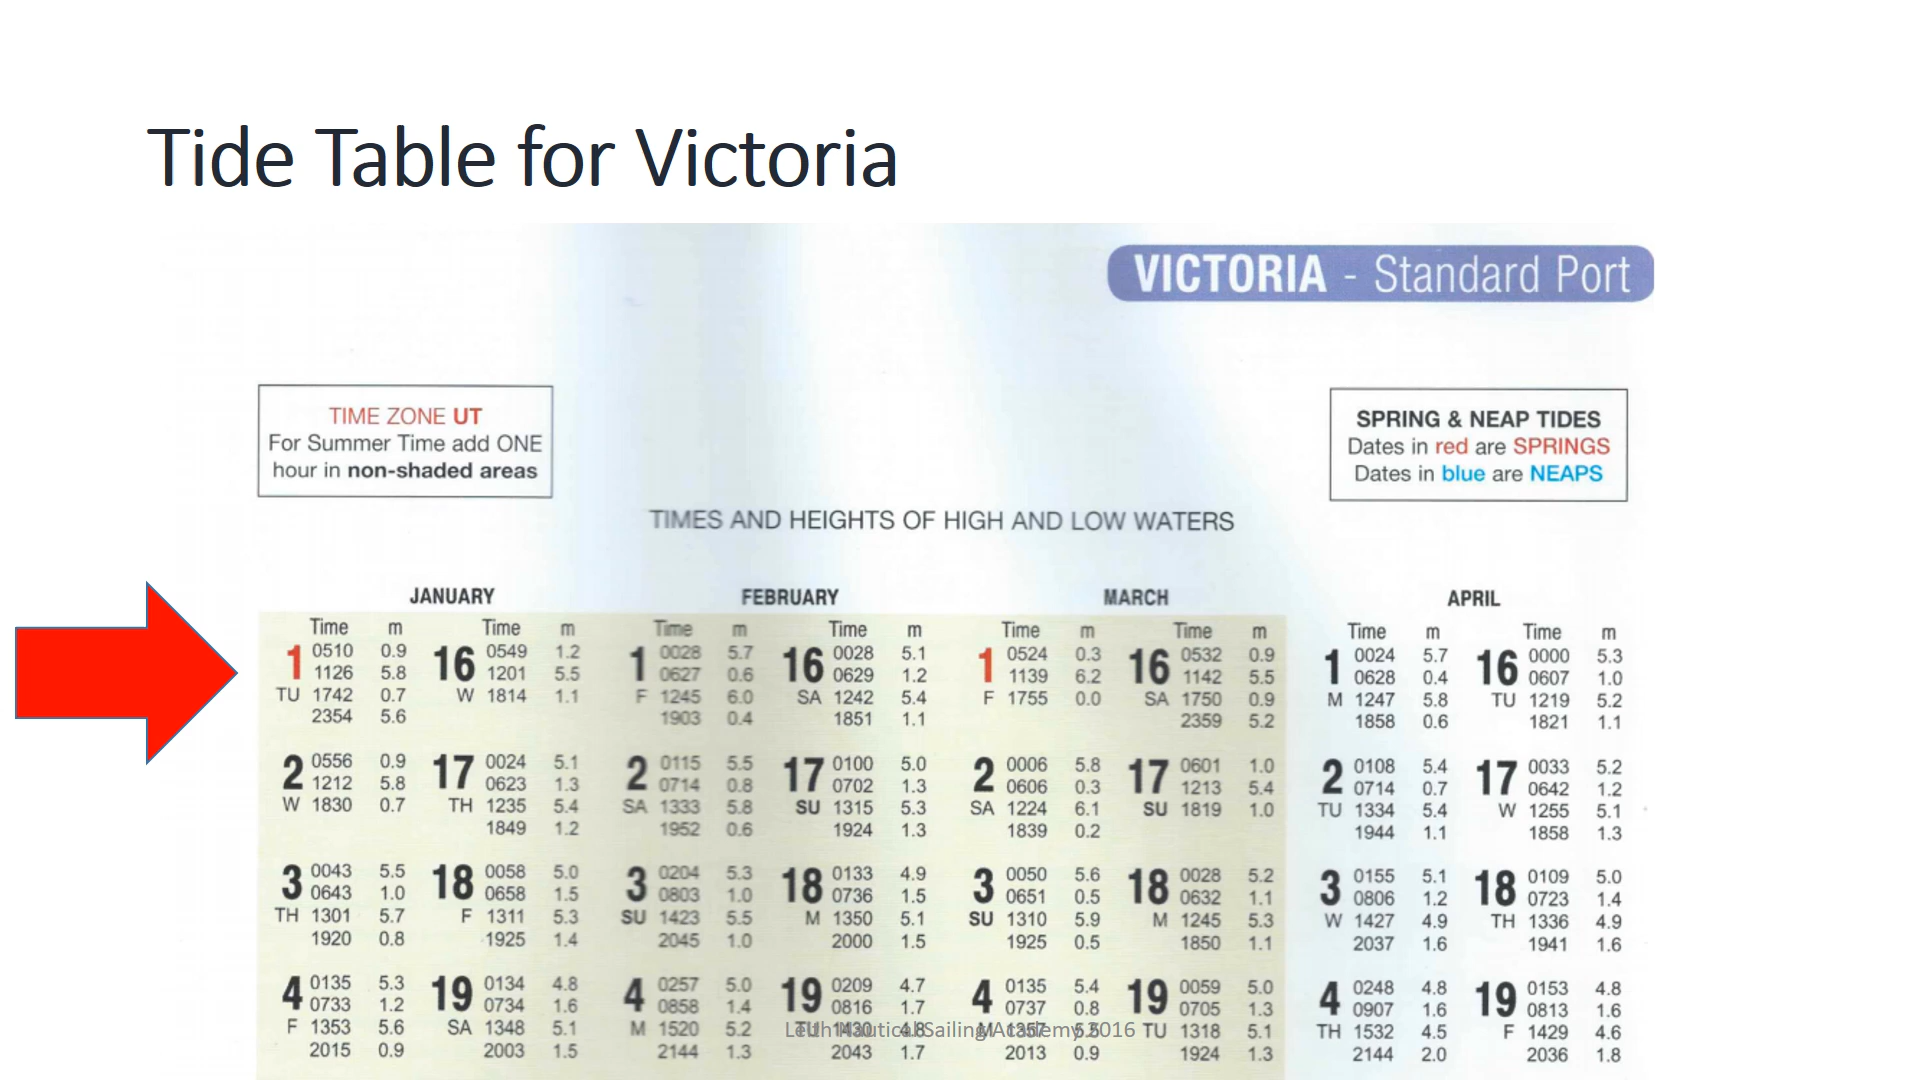 Tide Table for Victoria
VICTORIA - Standard Port
TIME ZONE UT
For Summer Time add ONE
hour in non-shaded areas
SPRING & NEAP TIDES
Dates in red are SPRINGS
Dates in blue are NEAPS
TIMES AND HEIGHTS OF HIGH AND LOW WATERS
JANUARY FEBRUARY MARCH APRIL
Time m Time m Time m Time m Time m Time m Time m Time m
1 0510 0.9 16 0549 1.2 1 0028 5.7 16 0028 5.1 1 0524 0.3 16 0532 0.9 1 0024 5.7 16 0000 5.3
1126 5.8 1201 5.5 0627 0.6 0629 1.2 1139 6.2 1142 5.5 0628 0.4 0607 1.0
TU 1742 0.7 W 1814 1.1 F 1245 6.0 SA 1242 5.4 F 1755 0.0 SA 1750 0.9 M 1247 5.8 TU 1219 5.2
2354 5.6 1903 0.4 1851 1.1 2359 5.2 1858 0.6 1821 1.1
2 0556 0.9 17 0024 5.1 2 0115 5.5 17 0100 5.0 2 0006 5.8 17 0601 1.0 2 0108 5.4 17 0033 5.2
1212 5.8 0623 1.3 0714 0.8 0702 1.3 0606 0.3 1213 5.4 0714 0.7 0642 1.2
W 1830 0.7 TH 1235 5.4 SA 1333 5.8 SU 1315 5.3 SA 1224 6.1 SU 1819 1.0 TU 1334 5.4 W 1255 5.1
1849 1.2 1952 0.6 1924 1.3 1839 0.2 1944 1.1 1858 1.3
3 0043 5.5 18 0058 5.0 3 0204 5.3 18 0133 4.9 3 0050 5.6 18 0028 5.2 3 0155 5.1 18 0109 5.0
0643 1.0 0658 1.5 0803 1.0 0736 1.5 0651 0.5 0632 1.1 0806 1.2 0723 1.4
TH 1301 5.7 F 1311 5.3 SU 1423 5.5 M 1350 5.1 SU 1310 5.9 M 1245 5.3 W 1427 4.9 TH 1336 4.9
1920 0.8 1925 1.4 2045 1.0 2000 1.5 1925 0.5 1850 1.1 2037 1.6 1941 1.6
4 0135 5.3 19 0134 4.8 4 0257 5.0 19 0209 4.7 4 0135 5.4 19 0059 5.0 4 0248 4.8 19 0153 4.8
0733 1.2 0734 1.6 0858 1.4 0816 1.7 0737 0.8 0705 1.3 0907 1.6 0813 1.6
F 1353 5.6 SA 1348 5.1 M 1520 5.2 TU 1430 4.8 M 1357 TU 1318 5.1 TH 1532 4.5 F 1429 4.6
2015 0.9 2003 1.5 2144 1.3 2043 1.7 2013 0.9 1924 1.3 2144 2.0 2036 1.8
Leith Nautical Sailing Academy 2016